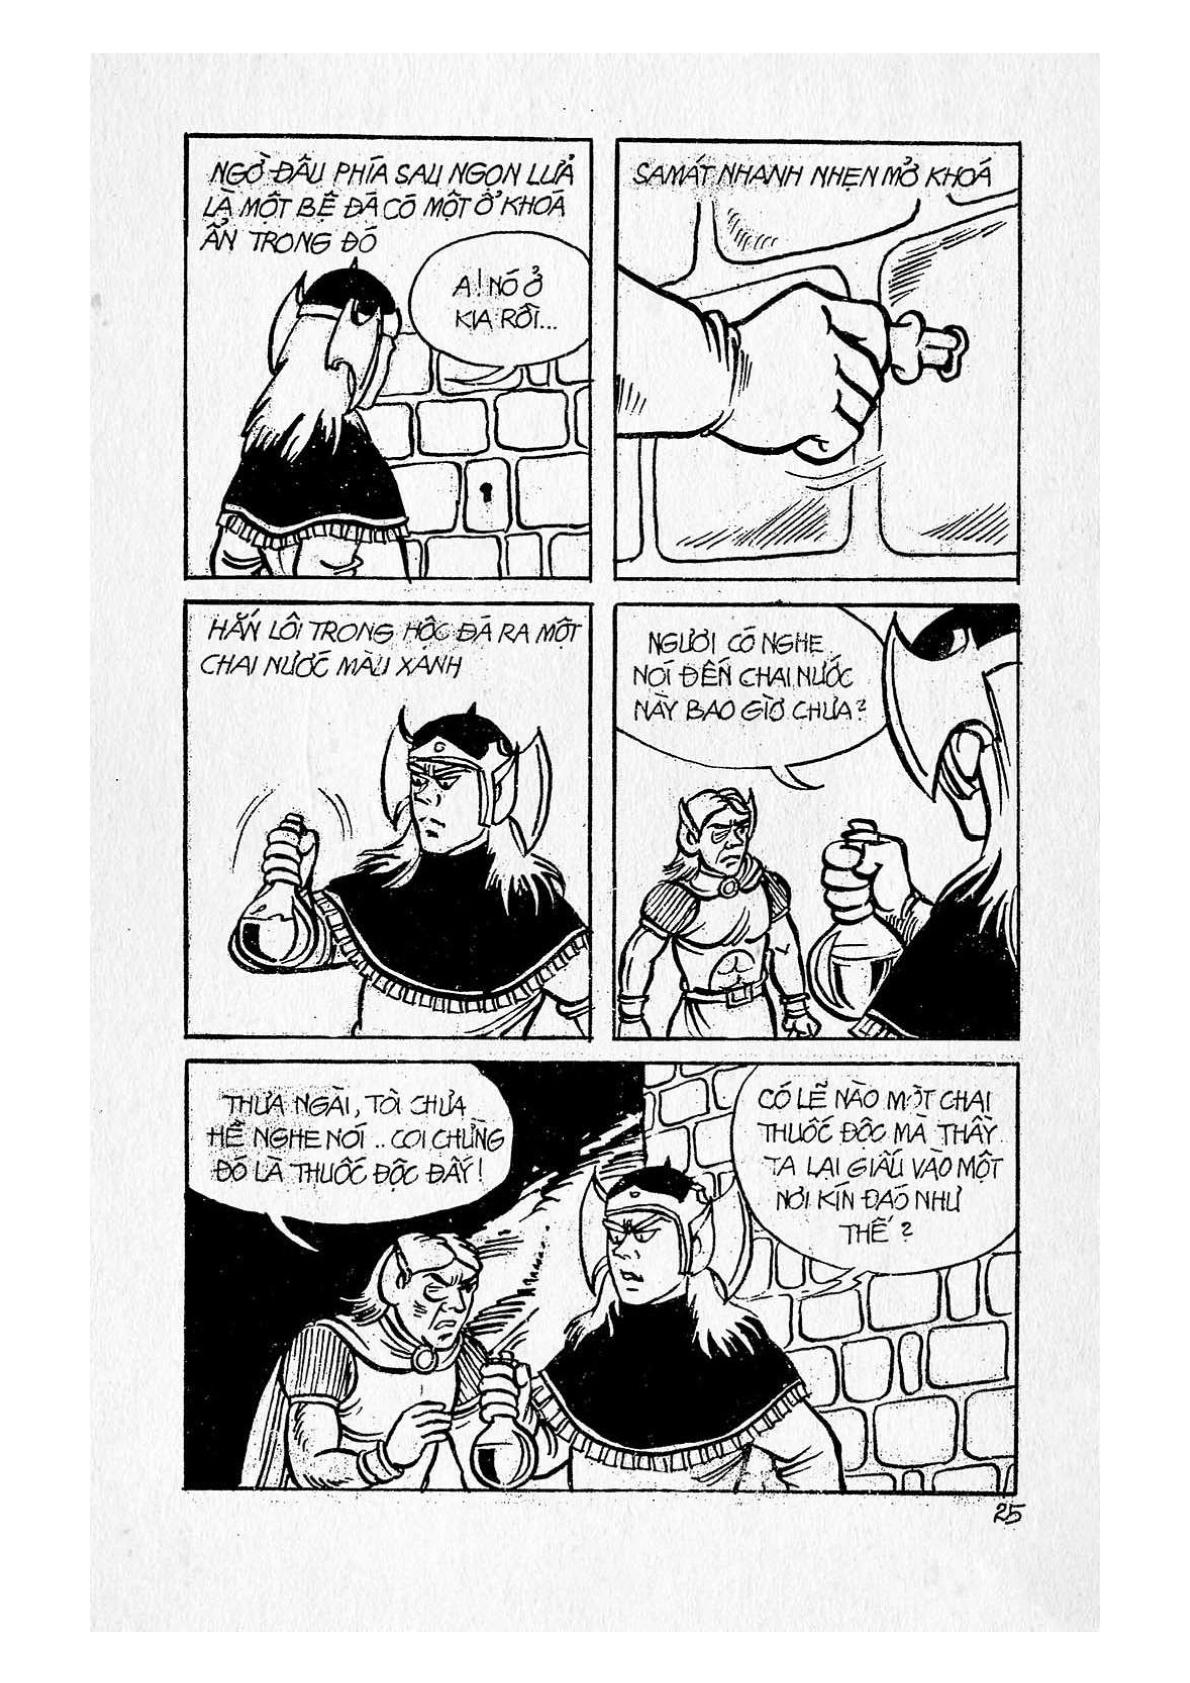 NGỜ ĐÂU PHÍA SAU NGỌN LỬA
LÀ MỘT BỆ ĐÁ CÓ MỘT Ổ KHOÁ
ẨN TRONG ĐÓ
A! NÓ Ở
KIA RỒI...
SAMÁT NHANH NHẸN MỞ KHOÁ
HẮN LÔI TRONG HỘC ĐÁ RA MỘT
CHAI NƯỚC MÀU XANH
NGƯƠI CÓ NGHE
NÓI ĐẾN CHAI NƯỚC
NÀY BAO GIỜ CHƯA?
THƯA NGÀI, TÔI CHƯA
HỀ NGHE NÓI .. COI CHỪNG
ĐÓ LÀ THUỐC ĐỘC ĐẤY!
CÓ LẼ NÀO MỘT CHAI
THUỐC ĐỘC MÀ THẦY
TA LẠI GIẤU VÀO MỘT
NƠI KÍN ĐÁO NHƯ
THẾ?
25